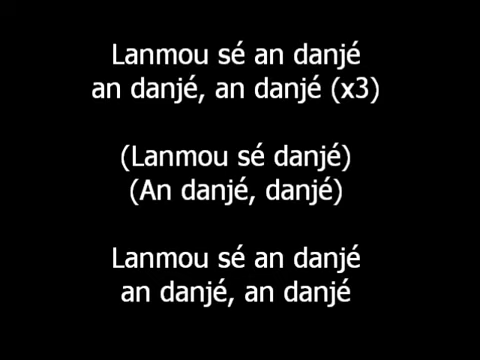 Lanmou sé an danjé
an danjé, an danjé (x3)
(Lanmou sé danjé)
(An danjé, danjé)
Lanmou sé an danjé
an danjé, an danjé